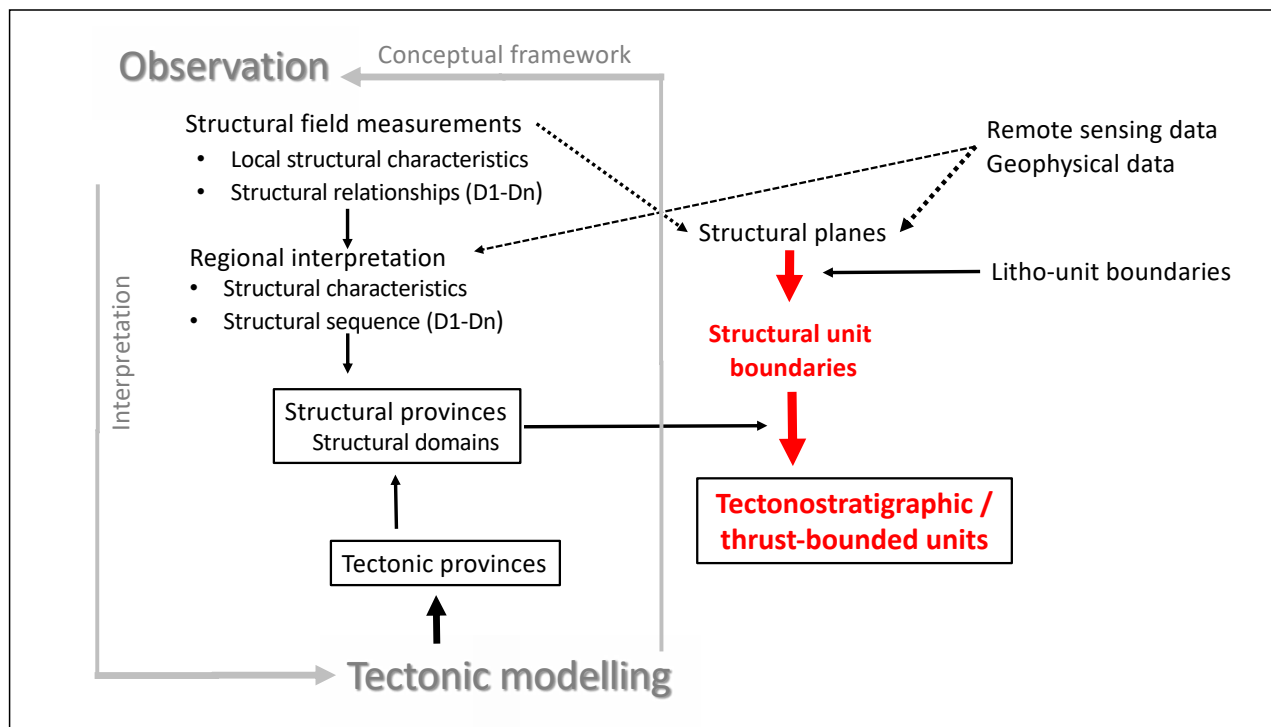 Observation
Conceptual framework
Structural field measurements
• Local structural characteristics
• Structural relationships (D1-Dn)
Remote sensing data
Geophysical data
Structural planes
Regional interpretation
• Structural characteristics
• Structural sequence (D1-Dn)
Litho-unit boundaries
Interpretation
Structural unit
boundaries
Structural provinces
Structural domains
Tectonostratigraphic /
thrust-bounded units
Tectonic provinces
Tectonic modelling